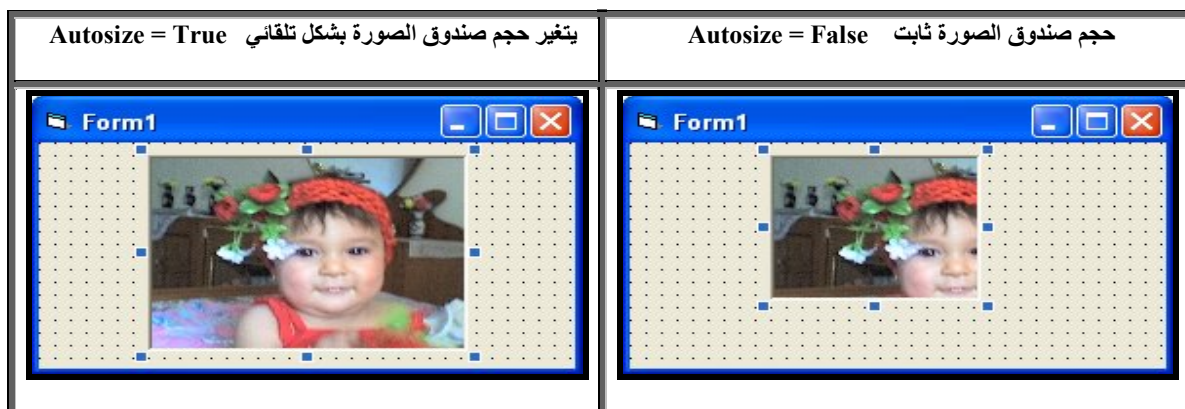 حجم صندوق الصورة ثابت Autosize = False
يتغير حجم صندوق الصورة بشكل تلقائي Autosize = True
Form1
Form1